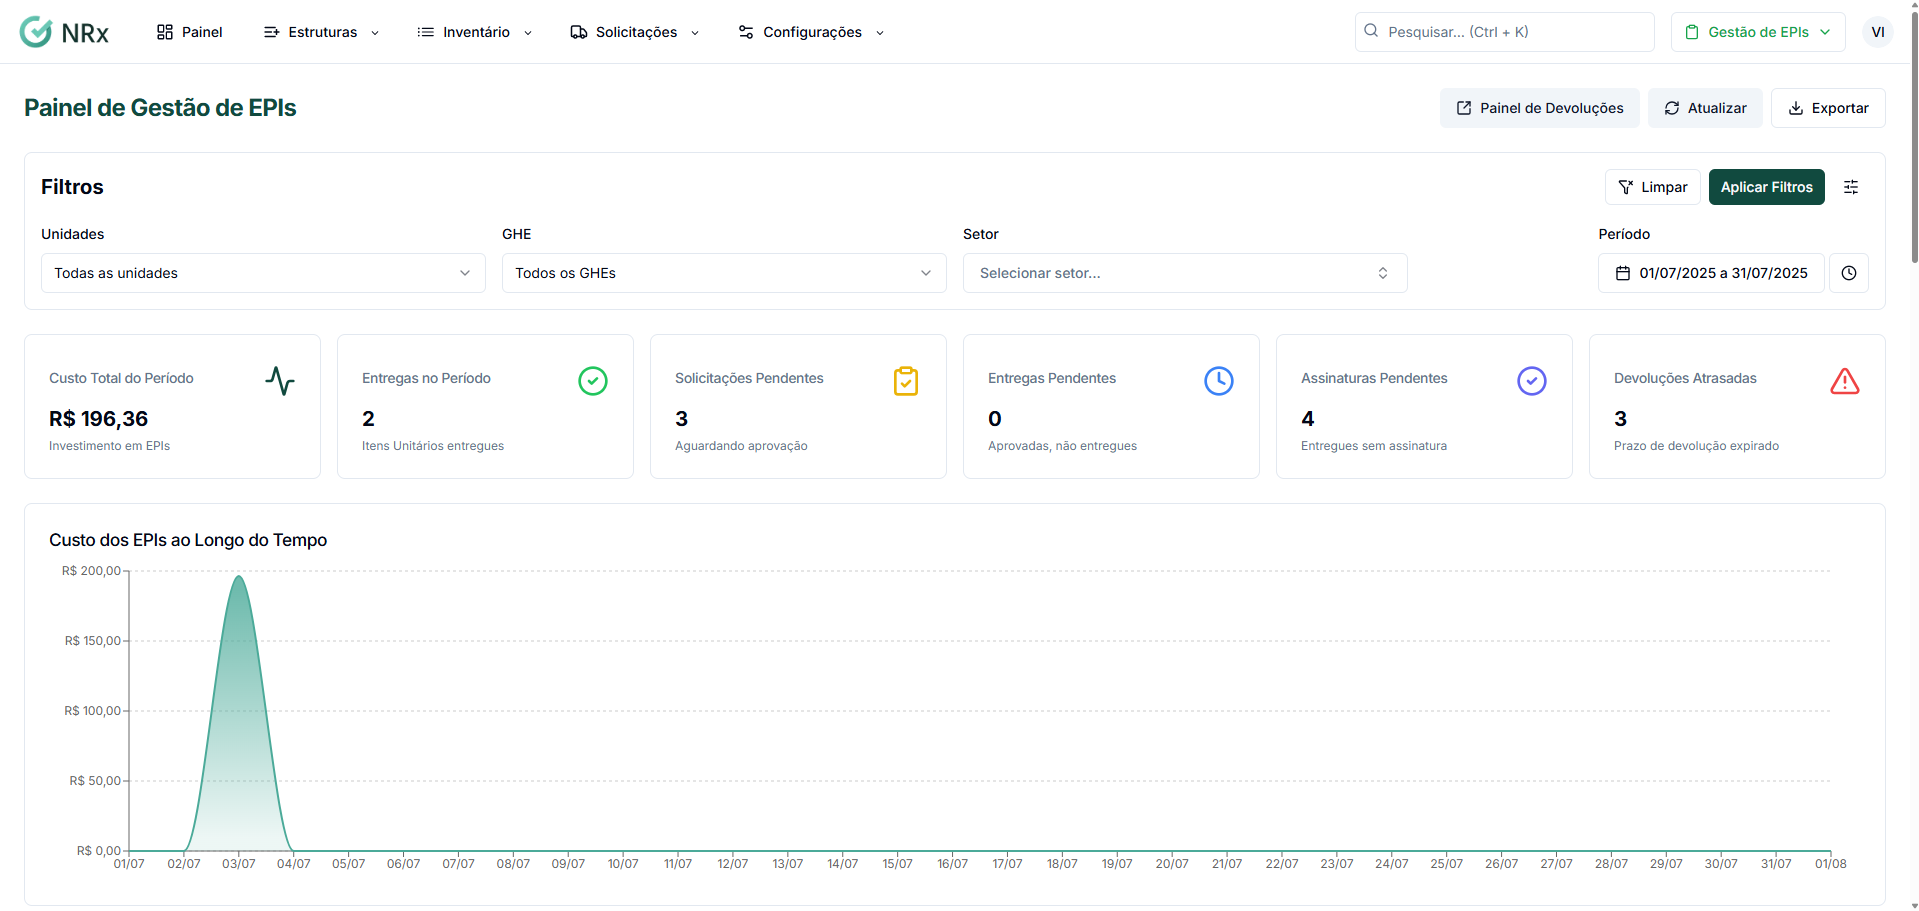 NRx
Painel
Estruturas
Inventário
Solicitações
Configurações
Pesquisar... (Ctrl + K)
Gestão de EPIs
VI
Painel de Gestão de EPIs
Painel de Devoluções
Atualizar
Exportar
Filtros
Limpar
Aplicar Filtros
Unidades
GHE
Setor
Período
Todas as unidades
Todos os GHEs
Selecionar setor...
01/07/2025 a 31/07/2025
Custo Total do Período
R$ 196,36
Investimento em EPIs
Entregas no Período
2
Itens Unitários entregues
Solicitações Pendentes
3
Aguardando aprovação
Entregas Pendentes
0
Aprovadas, não entregues
Assinaturas Pendentes
4
Entregues sem assinatura
Devoluções Atrasadas
3
Prazo de devolução expirado
Custo dos EPIs ao Longo do Tempo
R$ 200,00
R$ 150,00
R$ 100,00
R$ 50,00
R$ 0,00
01/07 02/07 03/07 04/07 05/07 06/07 07/07 08/07 09/07 10/07 11/07 12/07 13/07 14/07 15/07 16/07 17/07 18/07 19/07 20/07 21/07 22/07 23/07 24/07 25/07 26/07 27/07 28/07 29/07 30/07 31/07 01/08